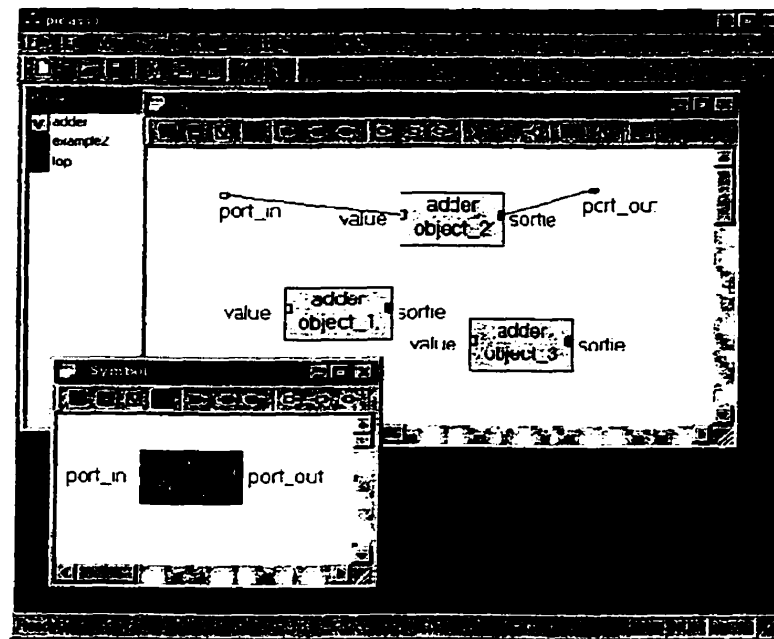 picasso
adder
example2
top
port_in
value
adder
object_2
sortie
port_out
value
adder
object_1
sortie
value
adder
object_3
sortie
Symbol
port_in
port_out